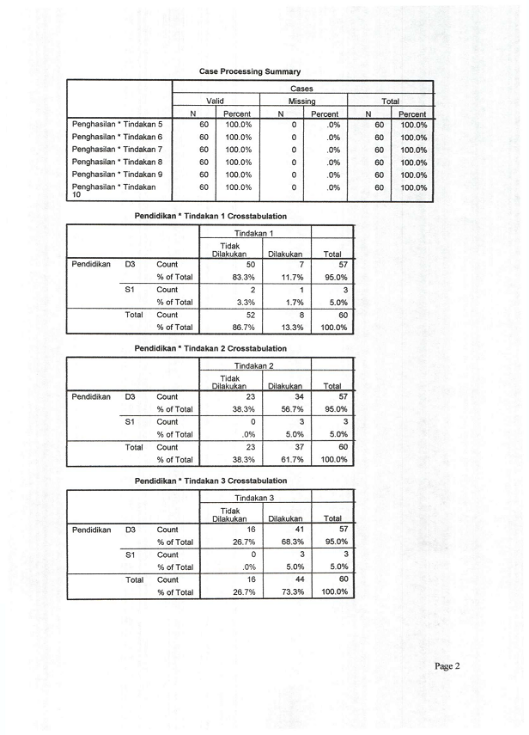 Case Processing Summary
Cases
Valid Missing Total
N Percent N Percent N Percent
Penghasilan * Tindakan 5 60 100.0% 0 .0% 60 100.0%
Penghasilan * Tindakan 6 60 100.0% 0 .0% 60 100.0%
Penghasilan * Tindakan 7 60 100.0% 0 .0% 60 100.0%
Penghasilan * Tindakan 8 60 100.0% 0 .0% 60 100.0%
Penghasilan * Tindakan 9 60 100.0% 0 .0% 60 100.0%
Penghasilan * Tindakan 60 100.0% 0 .0% 60 100.0%
10
Pendidikan * Tindakan 1 Crosstabulation
Tindakan 1
Tidak
Dilakukan Dilakukan Total
Pendidikan D3 Count 50 7 57
% of Total 83.3% 11.7% 95.0%
S1 Count 2 1 3
% of Total 3.3% 1.7% 5.0%
Total Count 52 8 60
% of Total 86.7% 13.3% 100.0%
Pendidikan * Tindakan 2 Crosstabulation
Tindakan 2
Tidak
Dilakukan Dilakukan Total
Pendidikan D3 Count 23 34 57
% of Total 38.3% 56.7% 95.0%
S1 Count 0 3 3
% of Total .0% 5.0% 5.0%
Total Count 23 37 60
% of Total 38.3% 61.7% 100.0%
Pendidikan * Tindakan 3 Crosstabulation
Tindakan 3
Tidak
Dilakukan Dilakukan Total
Pendidikan D3 Count 16 41 57
% of Total 26.7% 68.3% 95.0%
S1 Count 0 3 3
% of Total .0% 5.0% 5.0%
Total Count 16 44 60
% of Total 26.7% 73.3% 100.0%
Page 2